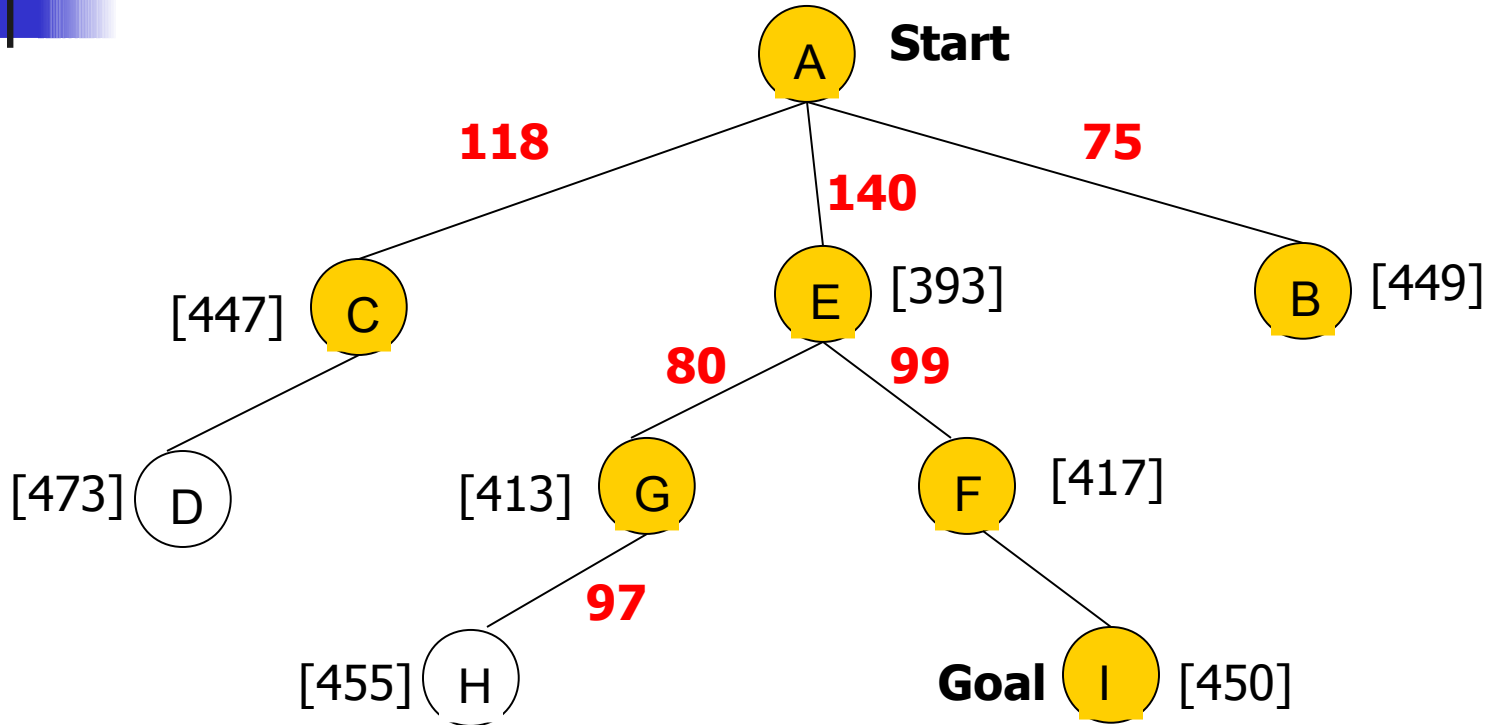 A Start
118 75
140
[447] C E [393] B [449]
80 99
[473] D [413] G F [417]
97
[455] H Goal I [450]